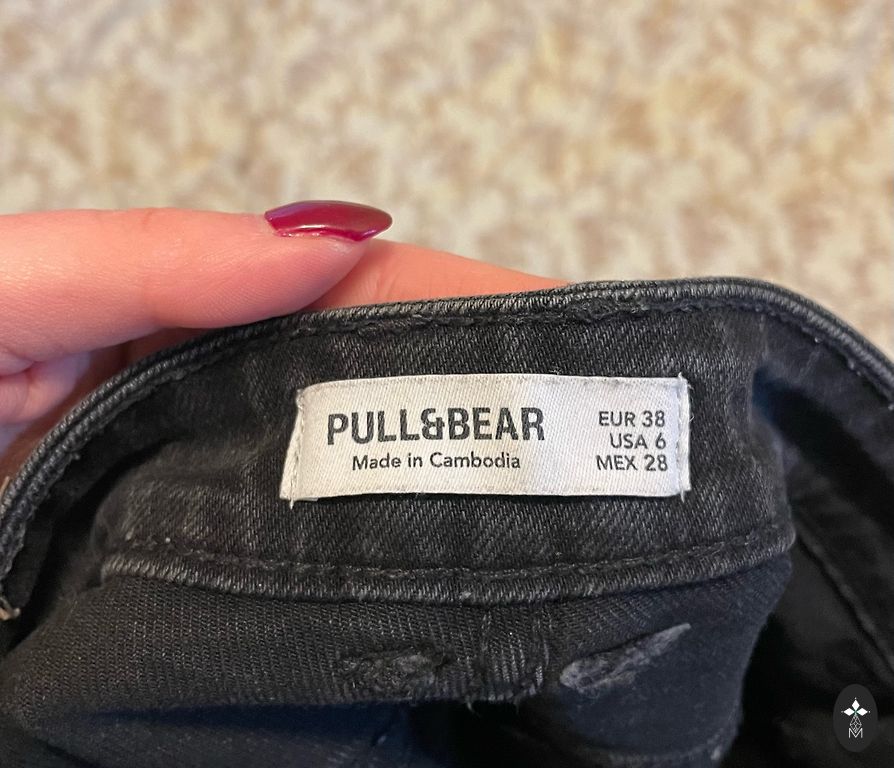 PULL&BEAR
Made in Cambodia
EUR 38
USA 6
MEX 28